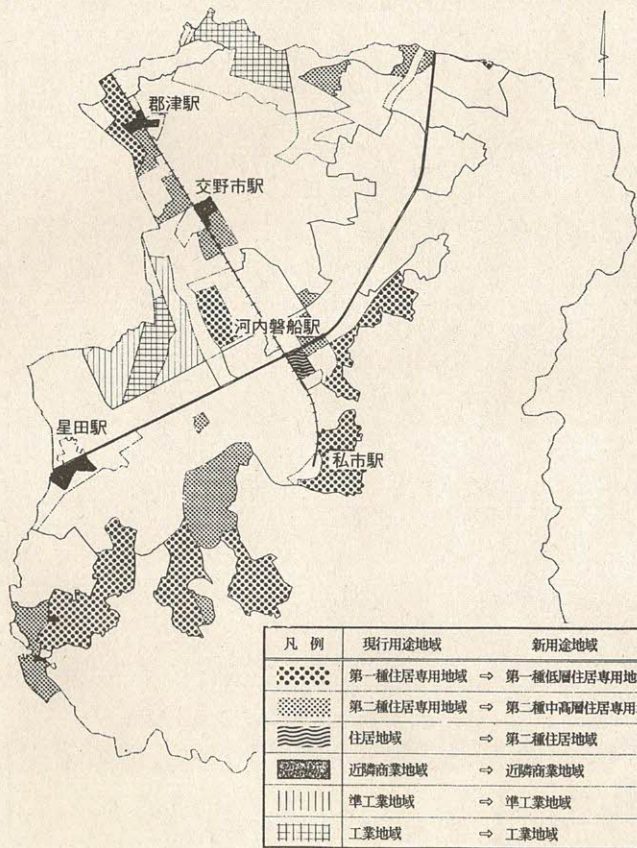 郡津駅
交野市駅
河内磐船駅
星田駅
私市駅
凡 例 現行用途地域 新用途地域
第一種住居専用地域 ⇨ 第一種低層住居専用地
第二種住居専用地域 ⇨ 第二種中高層住居専用
住居地域 ⇨ 第二種住居地域
近隣商業地域 ⇨ 近隣商業地域
準工業地域 ⇨ 準工業地域
工業地域 ⇨ 工業地域